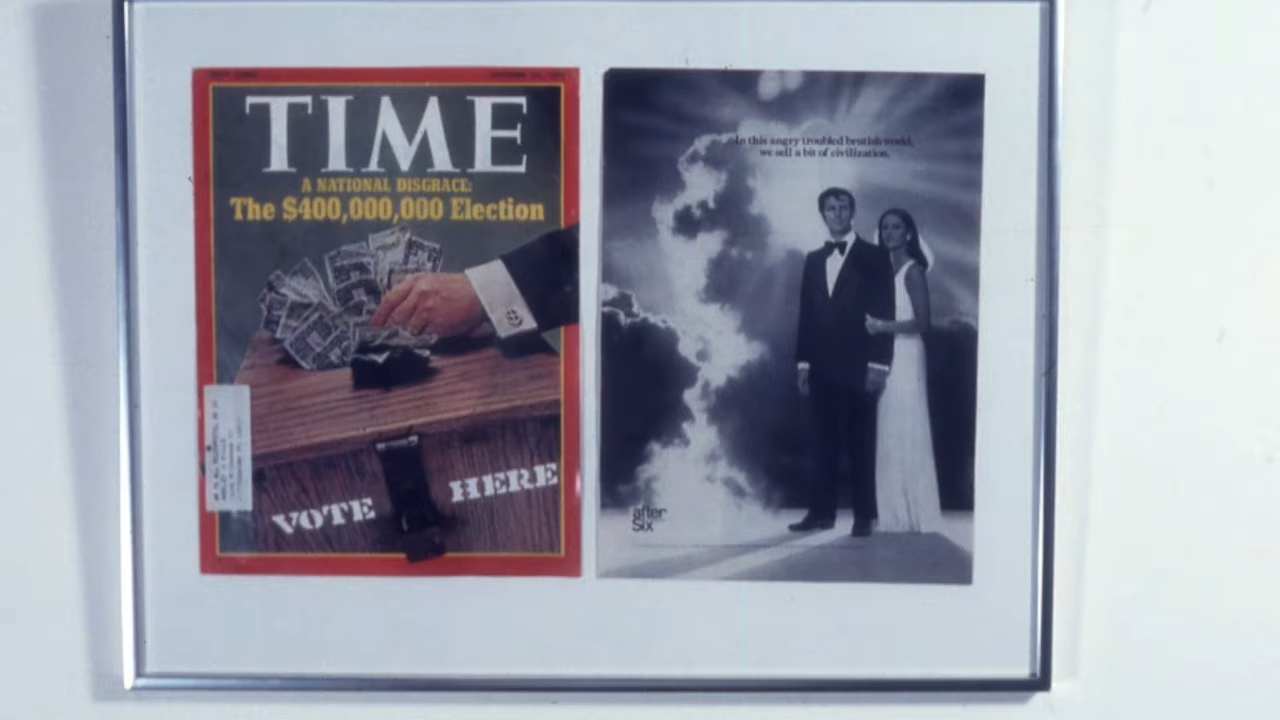 TIME
A NATIONAL DISGRACE:
The $400,000,000 Election
VOTE HERE
In this angry troubled brutish world,
we sell a bit of civilization.
after
Six